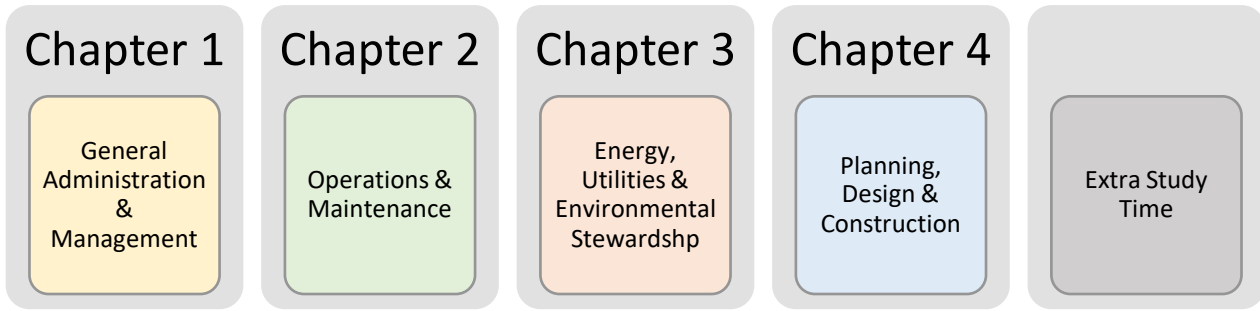 Chapter 1
General
Administration
&
Management
Chapter 2
Operations &
Maintenance
Chapter 3
Energy,
Utilities &
Environmental
Stewardshp
Chapter 4
Planning,
Design &
Construction
Extra Study
Time